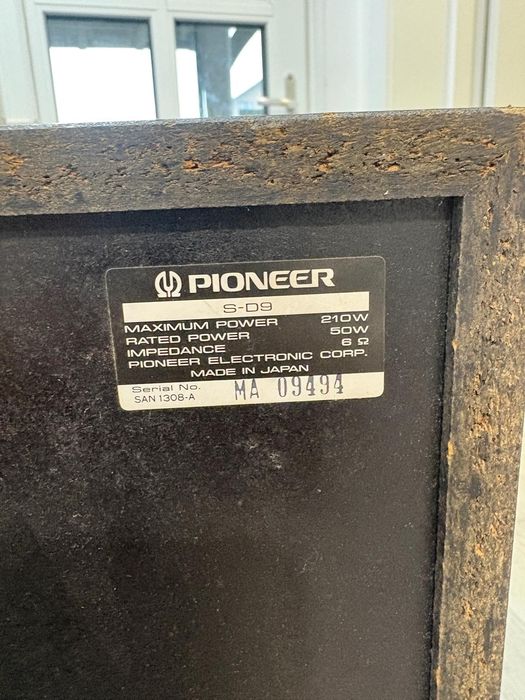 PIONEER
S-D9
MAXIMUM POWER 210W
RATED POWER 50W
IMPEDANCE 6 Ω
PIONEER ELECTRONIC CORP.
MADE IN JAPAN
Serial No. MA 09494
SAN 1308-A